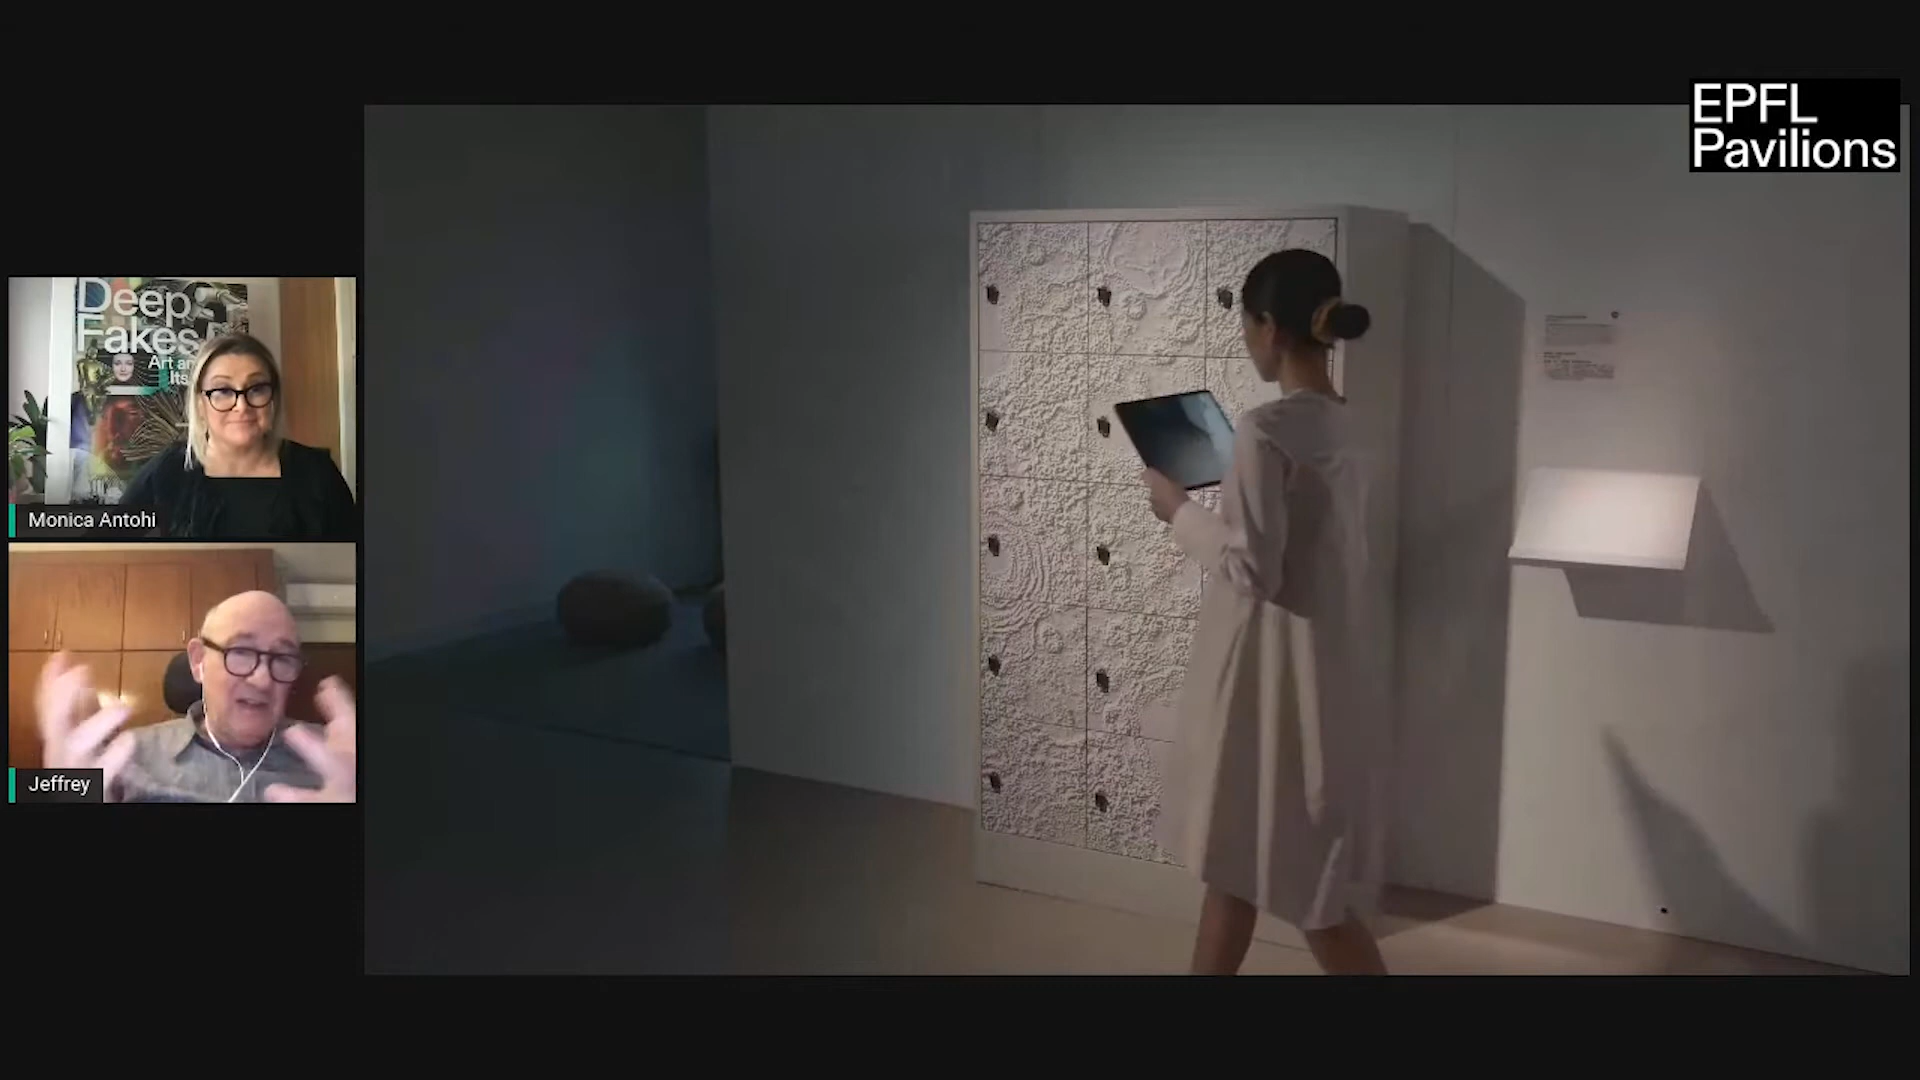 EPFL
Pavilions
Deep
Fakes
Art an
Its
Monica Antohi
Jeffrey